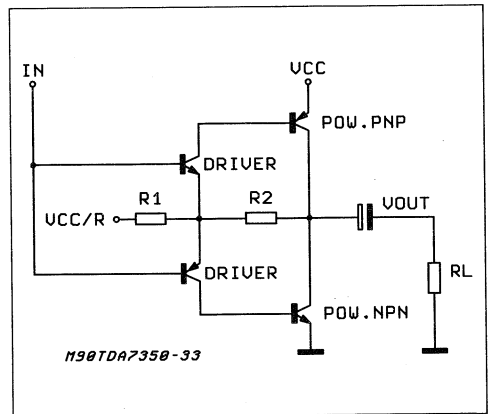 IN
VCC
POW.PNP
DRIVER
R1
R2
VOUT
VCC/R
DRIVER
RL
POW.NPN
M90TDA7350-33